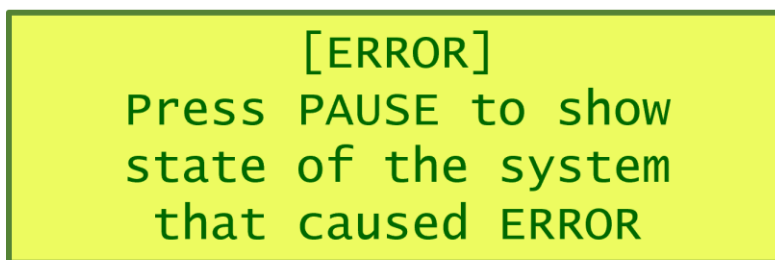 [ERROR]
Press PAUSE to show
state of the system
that caused ERROR